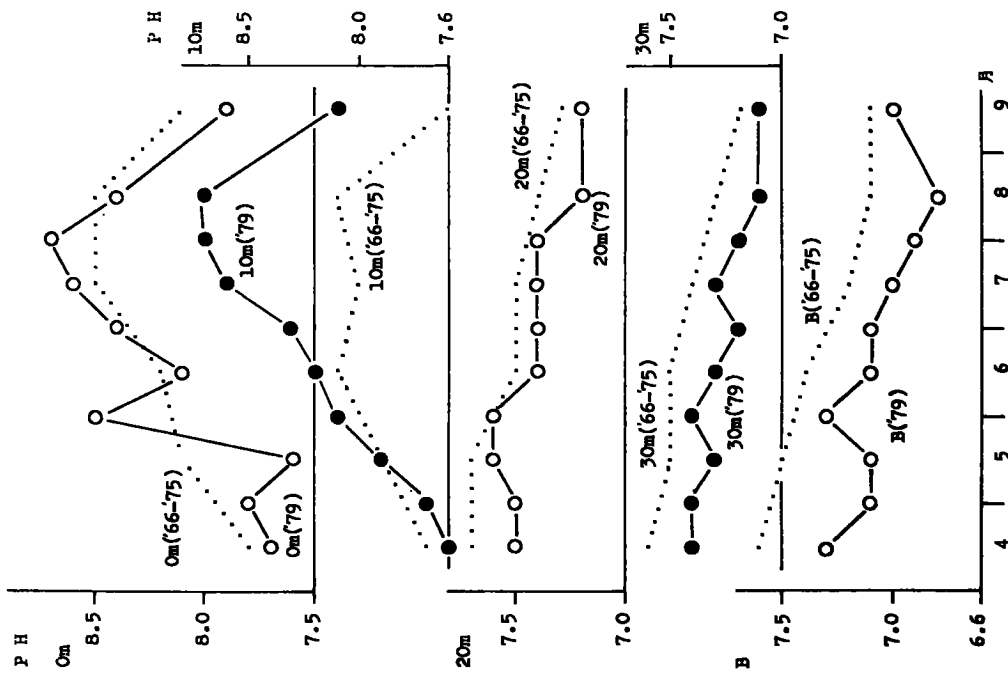 P H
0m
8.5
8.0
7.5
0m('66-'75)
0m('79)
P H
10m
8.5
8.0
7.6
10m('79)
10m('66-'75)
20m
7.5
7.0
20m('66-'75)
20m('79)
30m
7.5
7.0
30m('66-'75)
30m('79)
B
7.5
7.0
6.6
B('66-'75)
B('79)
4 5 6 7 8 9 月